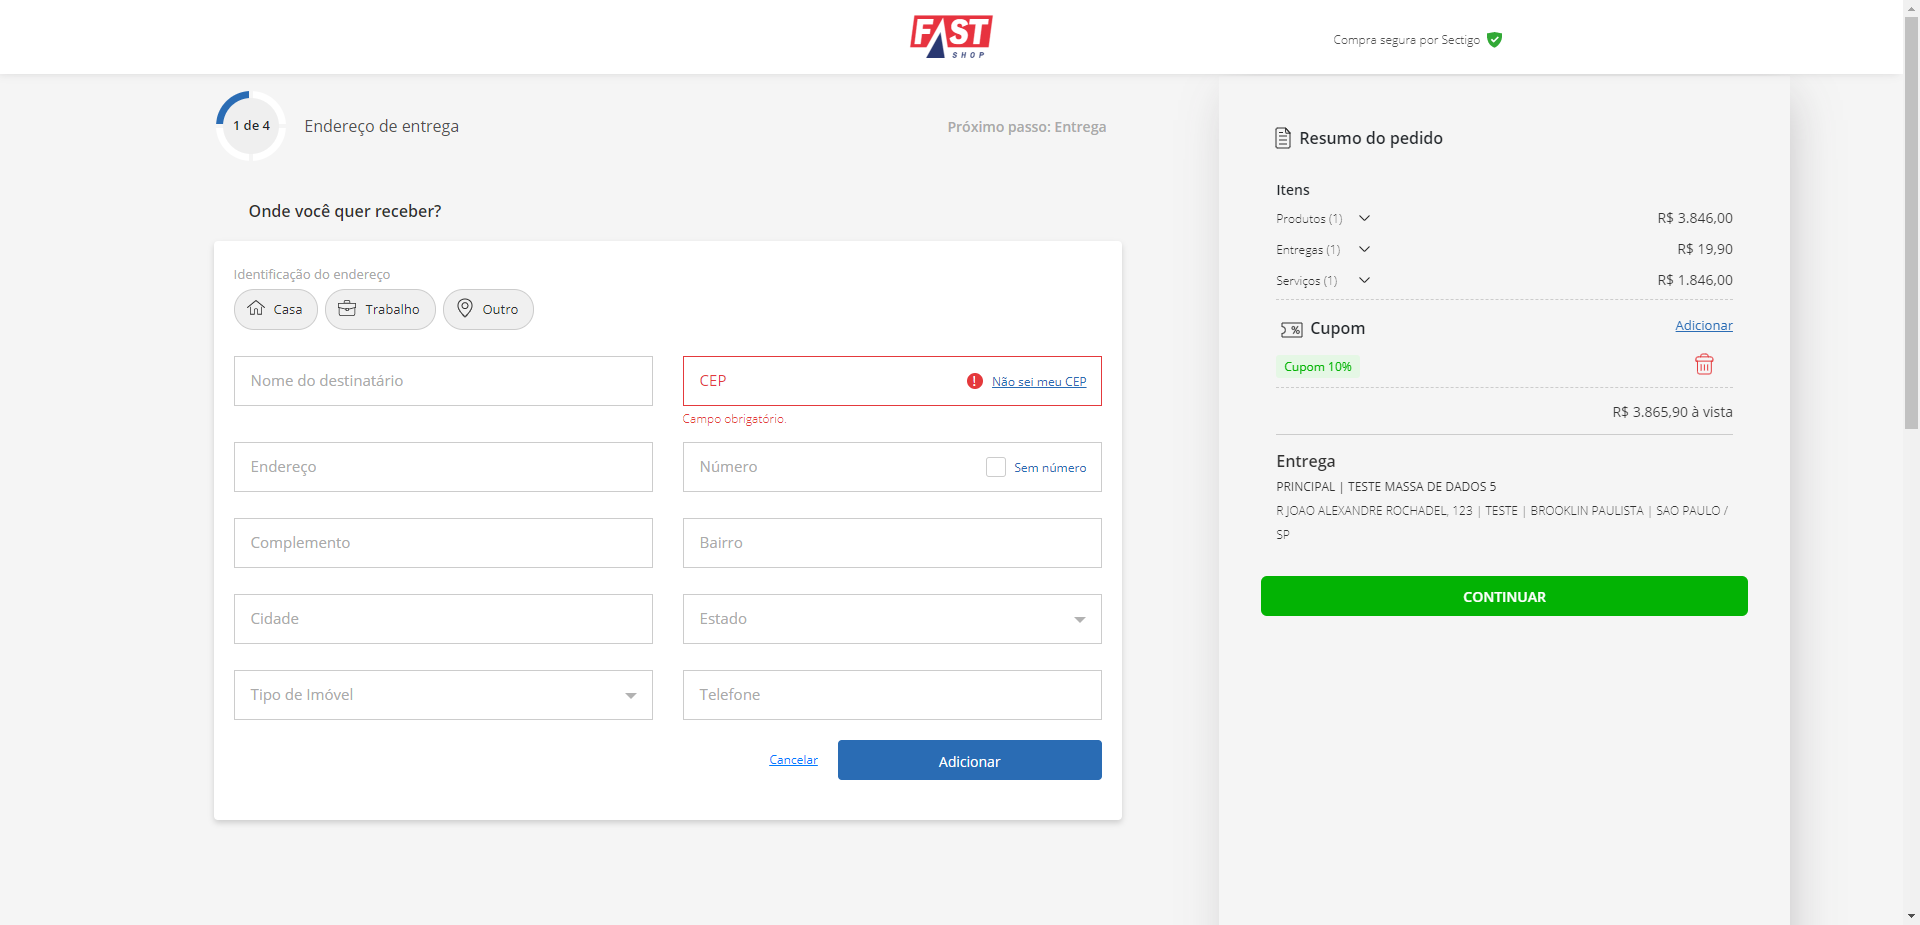 FAST
SHOP
Compra segura por Sectigo
1 de 4
Endereço de entrega
Próximo passo: Entrega
Onde você quer receber?
Identificação do endereço
Casa
Trabalho
Outro
Nome do destinatário
CEP
!
Não sei meu CEP
Campo obrigatório.
Endereço
Número
Sem número
Complemento
Bairro
Cidade
Estado
Tipo de Imóvel
Telefone
Cancelar
Adicionar
Resumo do pedido
Itens
Produtos (1) R$ 3.846,00
Entregas (1) R$ 19,90
Serviços (1) R$ 1.846,00
% Cupom
Adicionar
Cupom 10%
R$ 3.865,90 à vista
Entrega
PRINCIPAL | TESTE MASSA DE DADOS 5
R JOAO ALEXANDRE ROCHADEL, 123 | TESTE | BROOKLIN PAULISTA | SAO PAULO /
SP
CONTINUAR